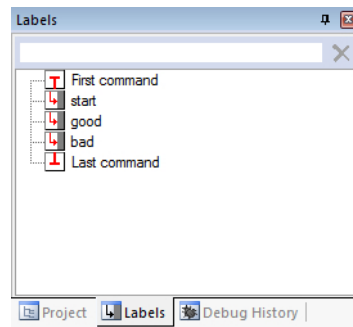 Labels
First command
start
good
bad
Last command
Project Labels Debug History